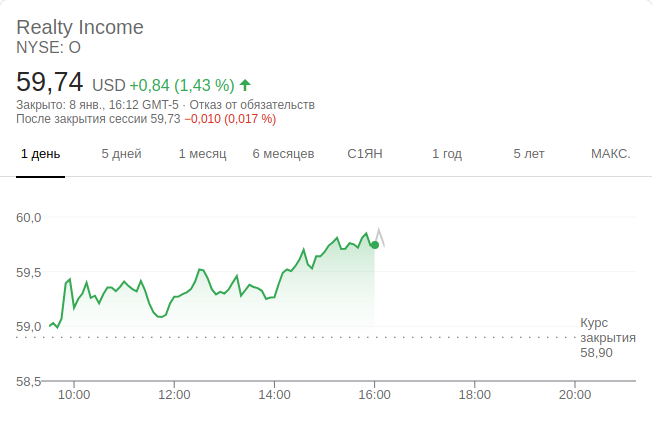 Realty Income
NYSE: O
59,74 USD +0,84 (1,43 %)
Закрыто: 8 янв., 16:12 GMT-5 · Отказ от обязательств
После закрытия сессии 59,73 −0,010 (0,017 %)
1 день 5 дней 1 месяц 6 месяцев С1ЯН 1 год 5 лет МАКС.
60,0
59,5
59,0
Курс
закрытия
58,90
58,5
10:00 12:00 14:00 16:00 18:00 20:00